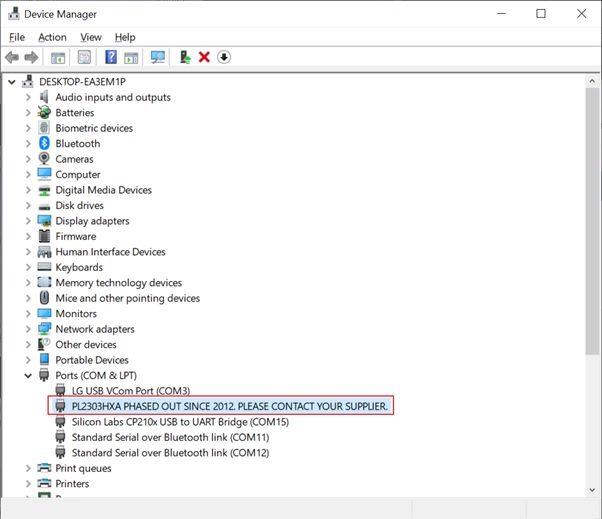 Device Manager
File Action View Help
DESKTOP-EA3EM1P
Audio inputs and outputs
Batteries
Biometric devices
Bluetooth
Cameras
Computer
Digital Media Devices
Disk drives
Display adapters
Firmware
Human Interface Devices
Keyboards
Memory technology devices
Mice and other pointing devices
Monitors
Network adapters
Other devices
Portable Devices
Ports (COM & LPT)
LG USB VCom Port (COM3)
PL2303HXA PHASED OUT SINCE 2012. PLEASE CONTACT YOUR SUPPLIER.
Silicon Labs CP210x USB to UART Bridge (COM15)
Standard Serial over Bluetooth link (COM11)
Standard Serial over Bluetooth link (COM12)
Print queues
Printers